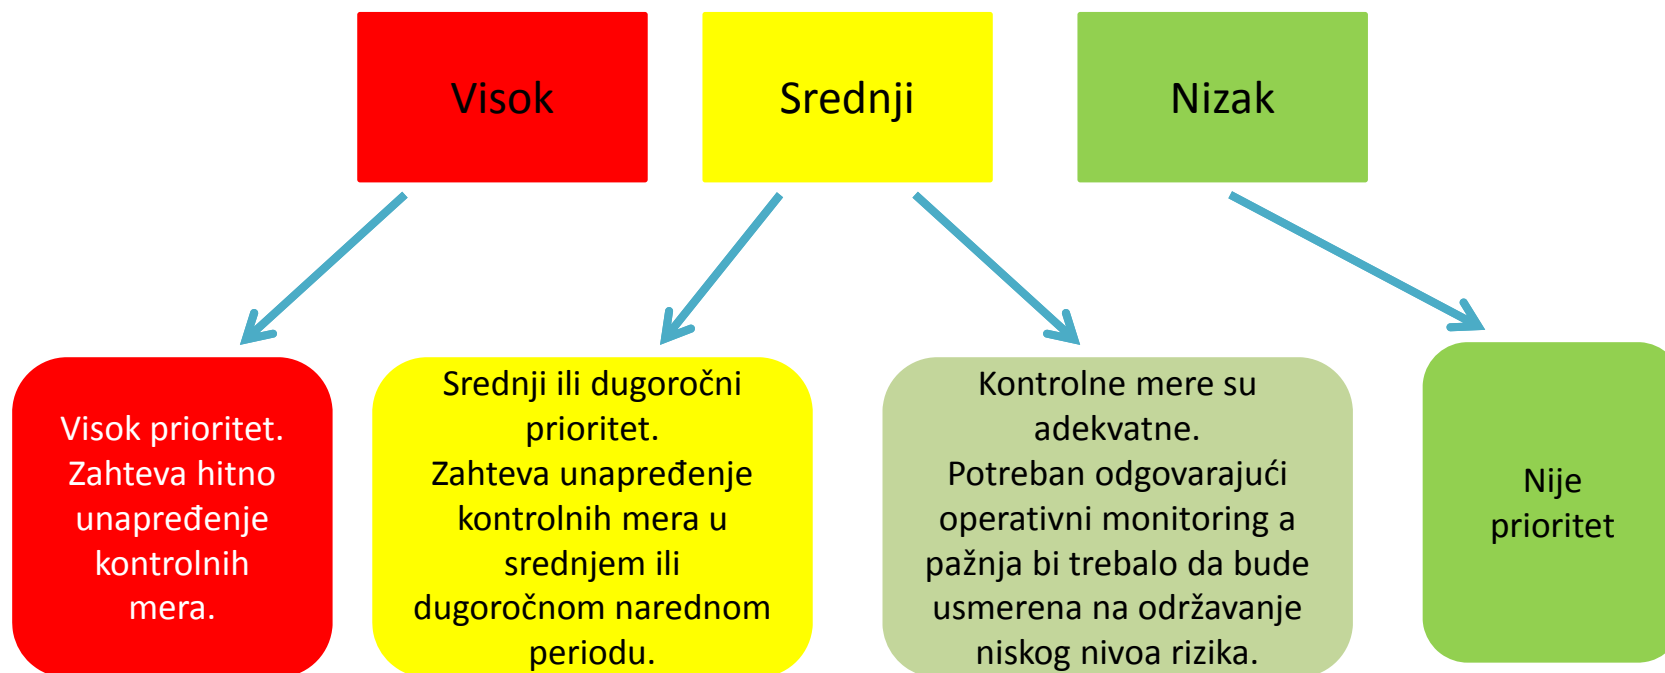 Visok
Srednji
Nizak
Visok prioritet.
Zahteva hitno
unapređenje
kontrolnih
mera.
Srednji ili dugoročni
prioritet.
Zahteva unapređenje
kontrolnih mera u
srednjem ili
dugoročnom narednom
periodu.
Kontrolne mere su
adekvatne.
Potreban odgovarajući
operativni monitoring a
pažnja bi trebalo da bude
usmerena na održavanje
niskog nivoa rizika.
Nije
prioritet